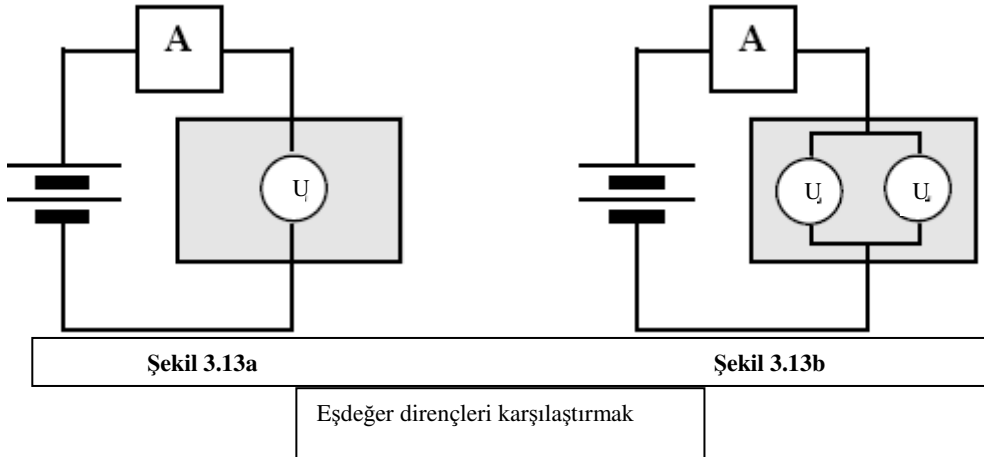 A
A
U
U
U
Şekil 3.13a
Şekil 3.13b
Eşdeğer dirençleri karşılaştırmak